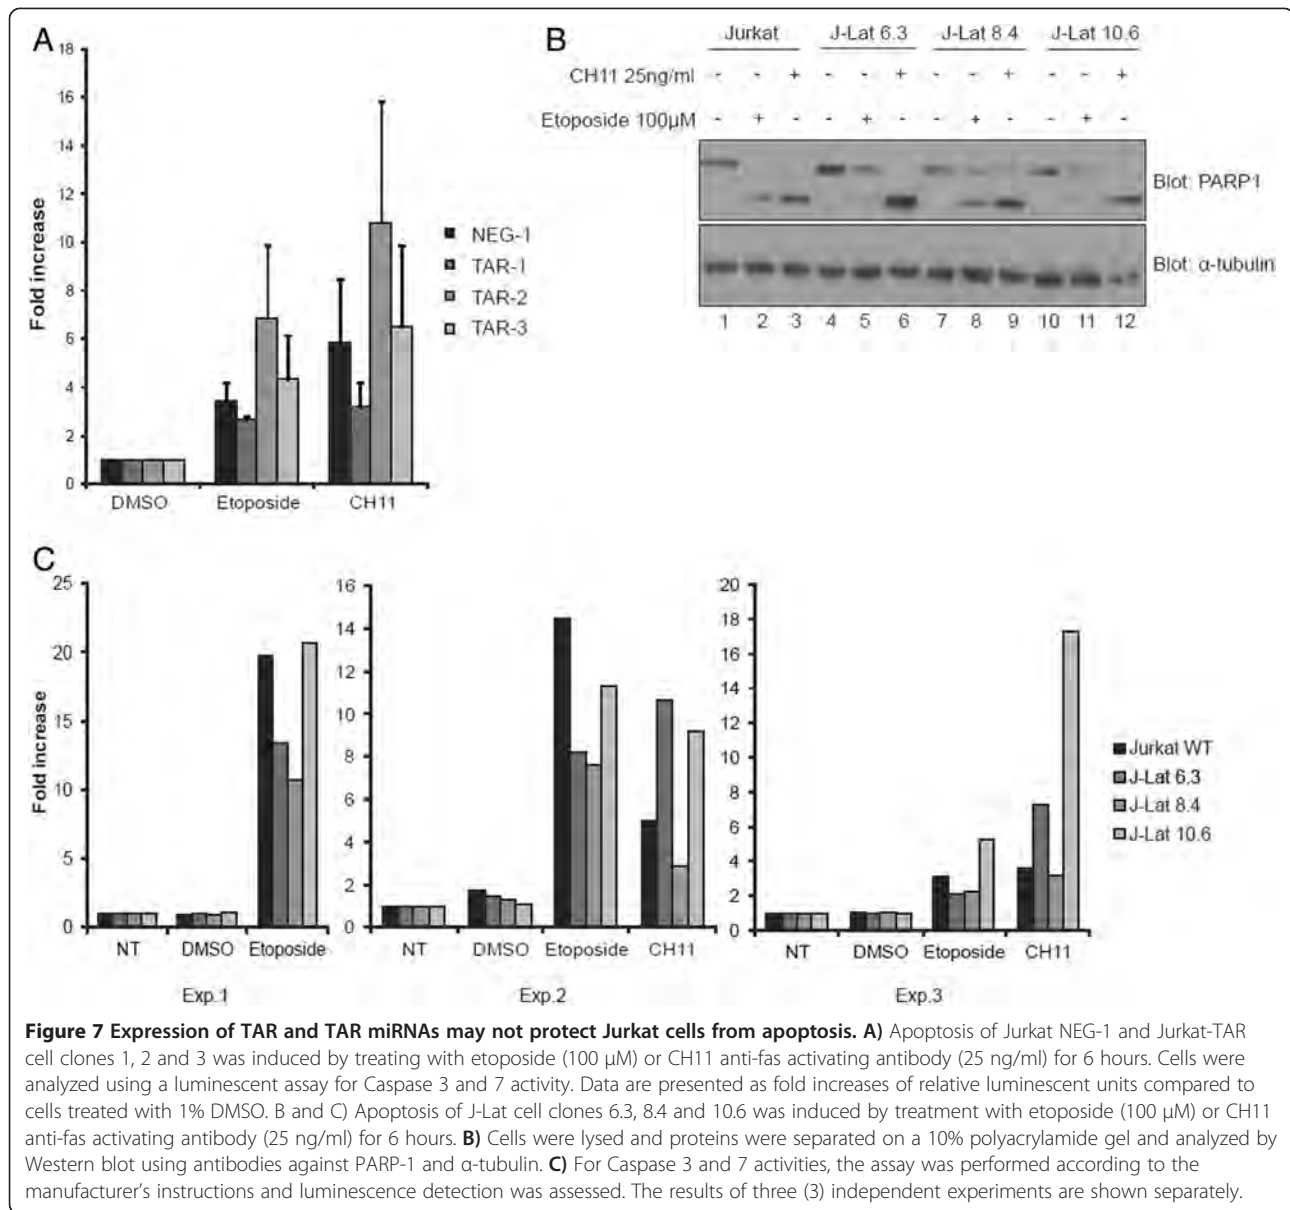 A
18
16
14
12
10
8
6
4
2
0
Fold increase
DMSO Etoposide CH11
NEG-1
TAR-1
TAR-2
TAR-3
B
Jurkat J-Lat 6.3 J-Lat 8.4 J-Lat 10.6
CH11 25ng/ml - - + - - + - - + - - +
Etoposide 100µM - + - - + - - + - - + -
Blot: PARP1
Blot: α-tubulin
1 2 3 4 5 6 7 8 9 10 11 12
C
25
20
15
10
5
0
Fold increase
NT DMSO Etoposide
Exp.1
16
14
12
10
8
6
4
2
0
NT DMSO Etoposide CH11
Exp.2
20
18
16
14
12
10
8
6
4
2
0
NT DMSO Etoposide CH11
Exp.3
Jurkat WT
J-Lat 6.3
J-Lat 8.4
J-Lat 10.6
Figure 7 Expression of TAR and TAR miRNAs may not protect Jurkat cells from apoptosis. A) Apoptosis of Jurkat NEG-1 and Jurkat-TAR
cell clones 1, 2 and 3 was induced by treating with etoposide (100 µM) or CH11 anti-fas activating antibody (25 ng/ml) for 6 hours. Cells were
analyzed using a luminescent assay for Caspase 3 and 7 activity. Data are presented as fold increases of relative luminescent units compared to
cells treated with 1% DMSO. B and C) Apoptosis of J-Lat cell clones 6.3, 8.4 and 10.6 was induced by treatment with etoposide (100 µM) or CH11
anti-fas activating antibody (25 ng/ml) for 6 hours. B) Cells were lysed and proteins were separated on a 10% polyacrylamide gel and analyzed by
Western blot using antibodies against PARP-1 and α-tubulin. C) For Caspase 3 and 7 activities, the assay was performed according to the
manufacturer's instructions and luminescence detection was assessed. The results of three (3) independent experiments are shown separately.